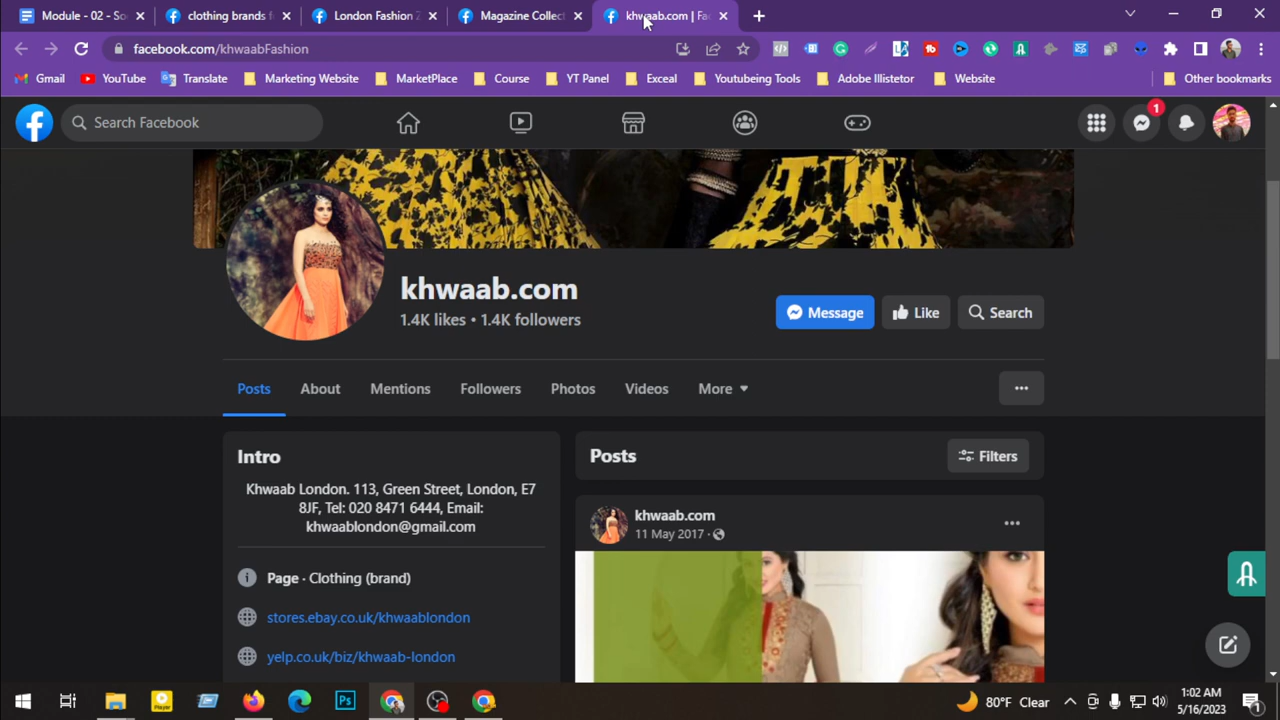 Module - 02 - So
clothing brands f
London Fashion 2
Magazine Collect
khwaab.com | Fac
facebook.com/khwaabFashion
Gmail
YouTube
Translate
Marketing Website
MarketPlace
Course
YT Panel
Exceal
Youtubeing Tools
Adobe Illistetor
Website
Other bookmarks
Search Facebook
1
khwaab.com
1.4K likes • 1.4K followers
Message
Like
Search
Posts
About
Mentions
Followers
Photos
Videos
More
Intro
Khwaab London. 113, Green Street, London, E7
8JF, Tel: 020 8471 6444, Email:
khwaablondon@gmail.com
Page · Clothing (brand)
stores.ebay.co.uk/khwaablondon
yelp.co.uk/biz/khwaab-london
Posts
Filters
khwaab.com
11 May 2017 ·
80°F Clear
1:02 AM
5/16/2023
1